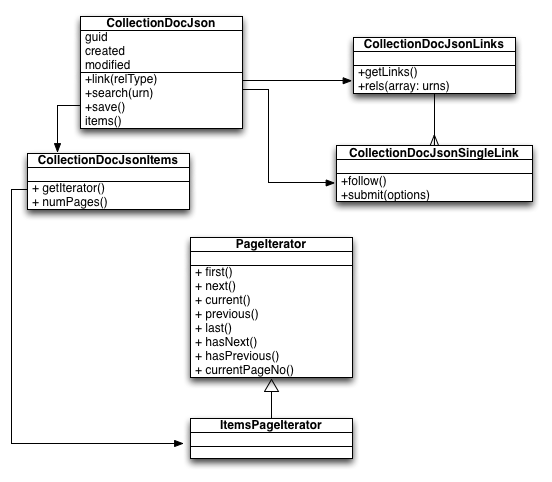 CollectionDocJson
guid
created
modified
+link(relType)
+search(urn)
+save()
items()
CollectionDocJsonLinks
+getLinks()
+rels(array: urns)
CollectionDocJsonItems
+ getIterator()
+ numPages()
CollectionDocJsonSingleLink
+follow()
+submit(options)
PageIterator
+ first()
+ next()
+ current()
+ previous()
+ last()
+ hasNext()
+ hasPrevious()
+ currentPageNo()
ItemsPageIterator